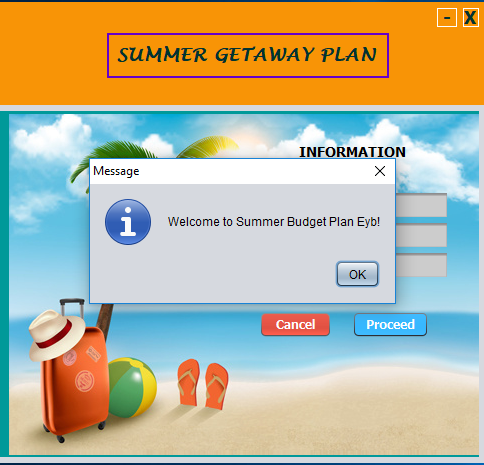 - X
SUMMER GETAWAY PLAN
INFORMATION
Message
Welcome to Summer Budget Plan Eyb!
OK
Cancel Proceed